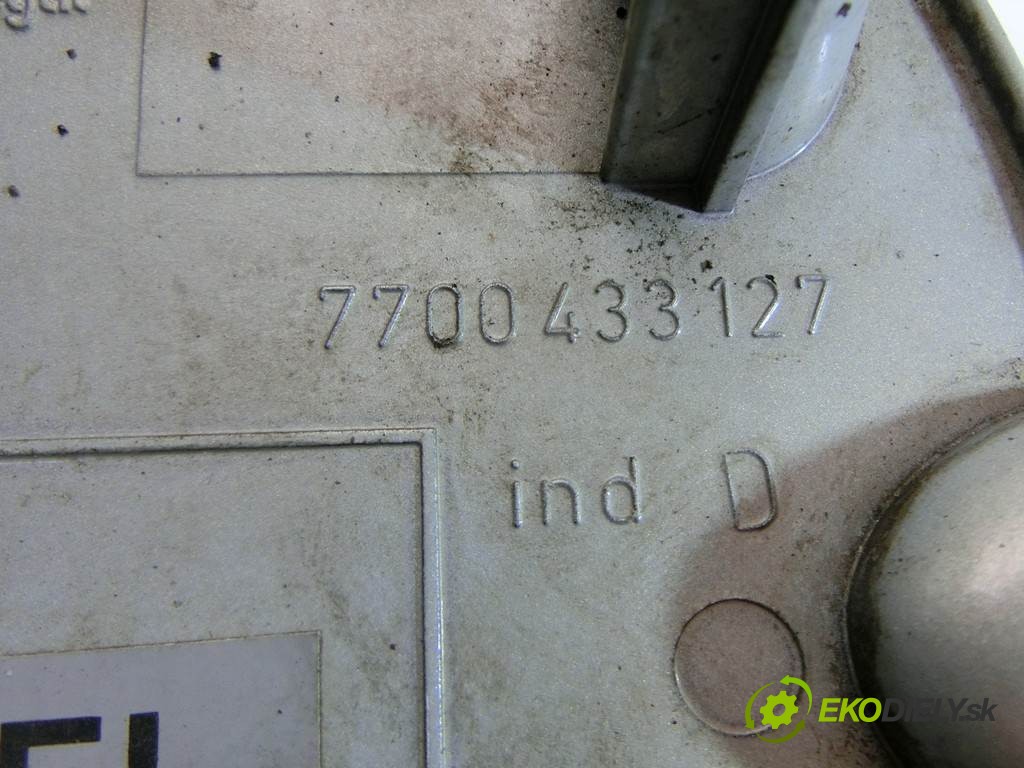 7700433127
ind D
EKODIELY.sk